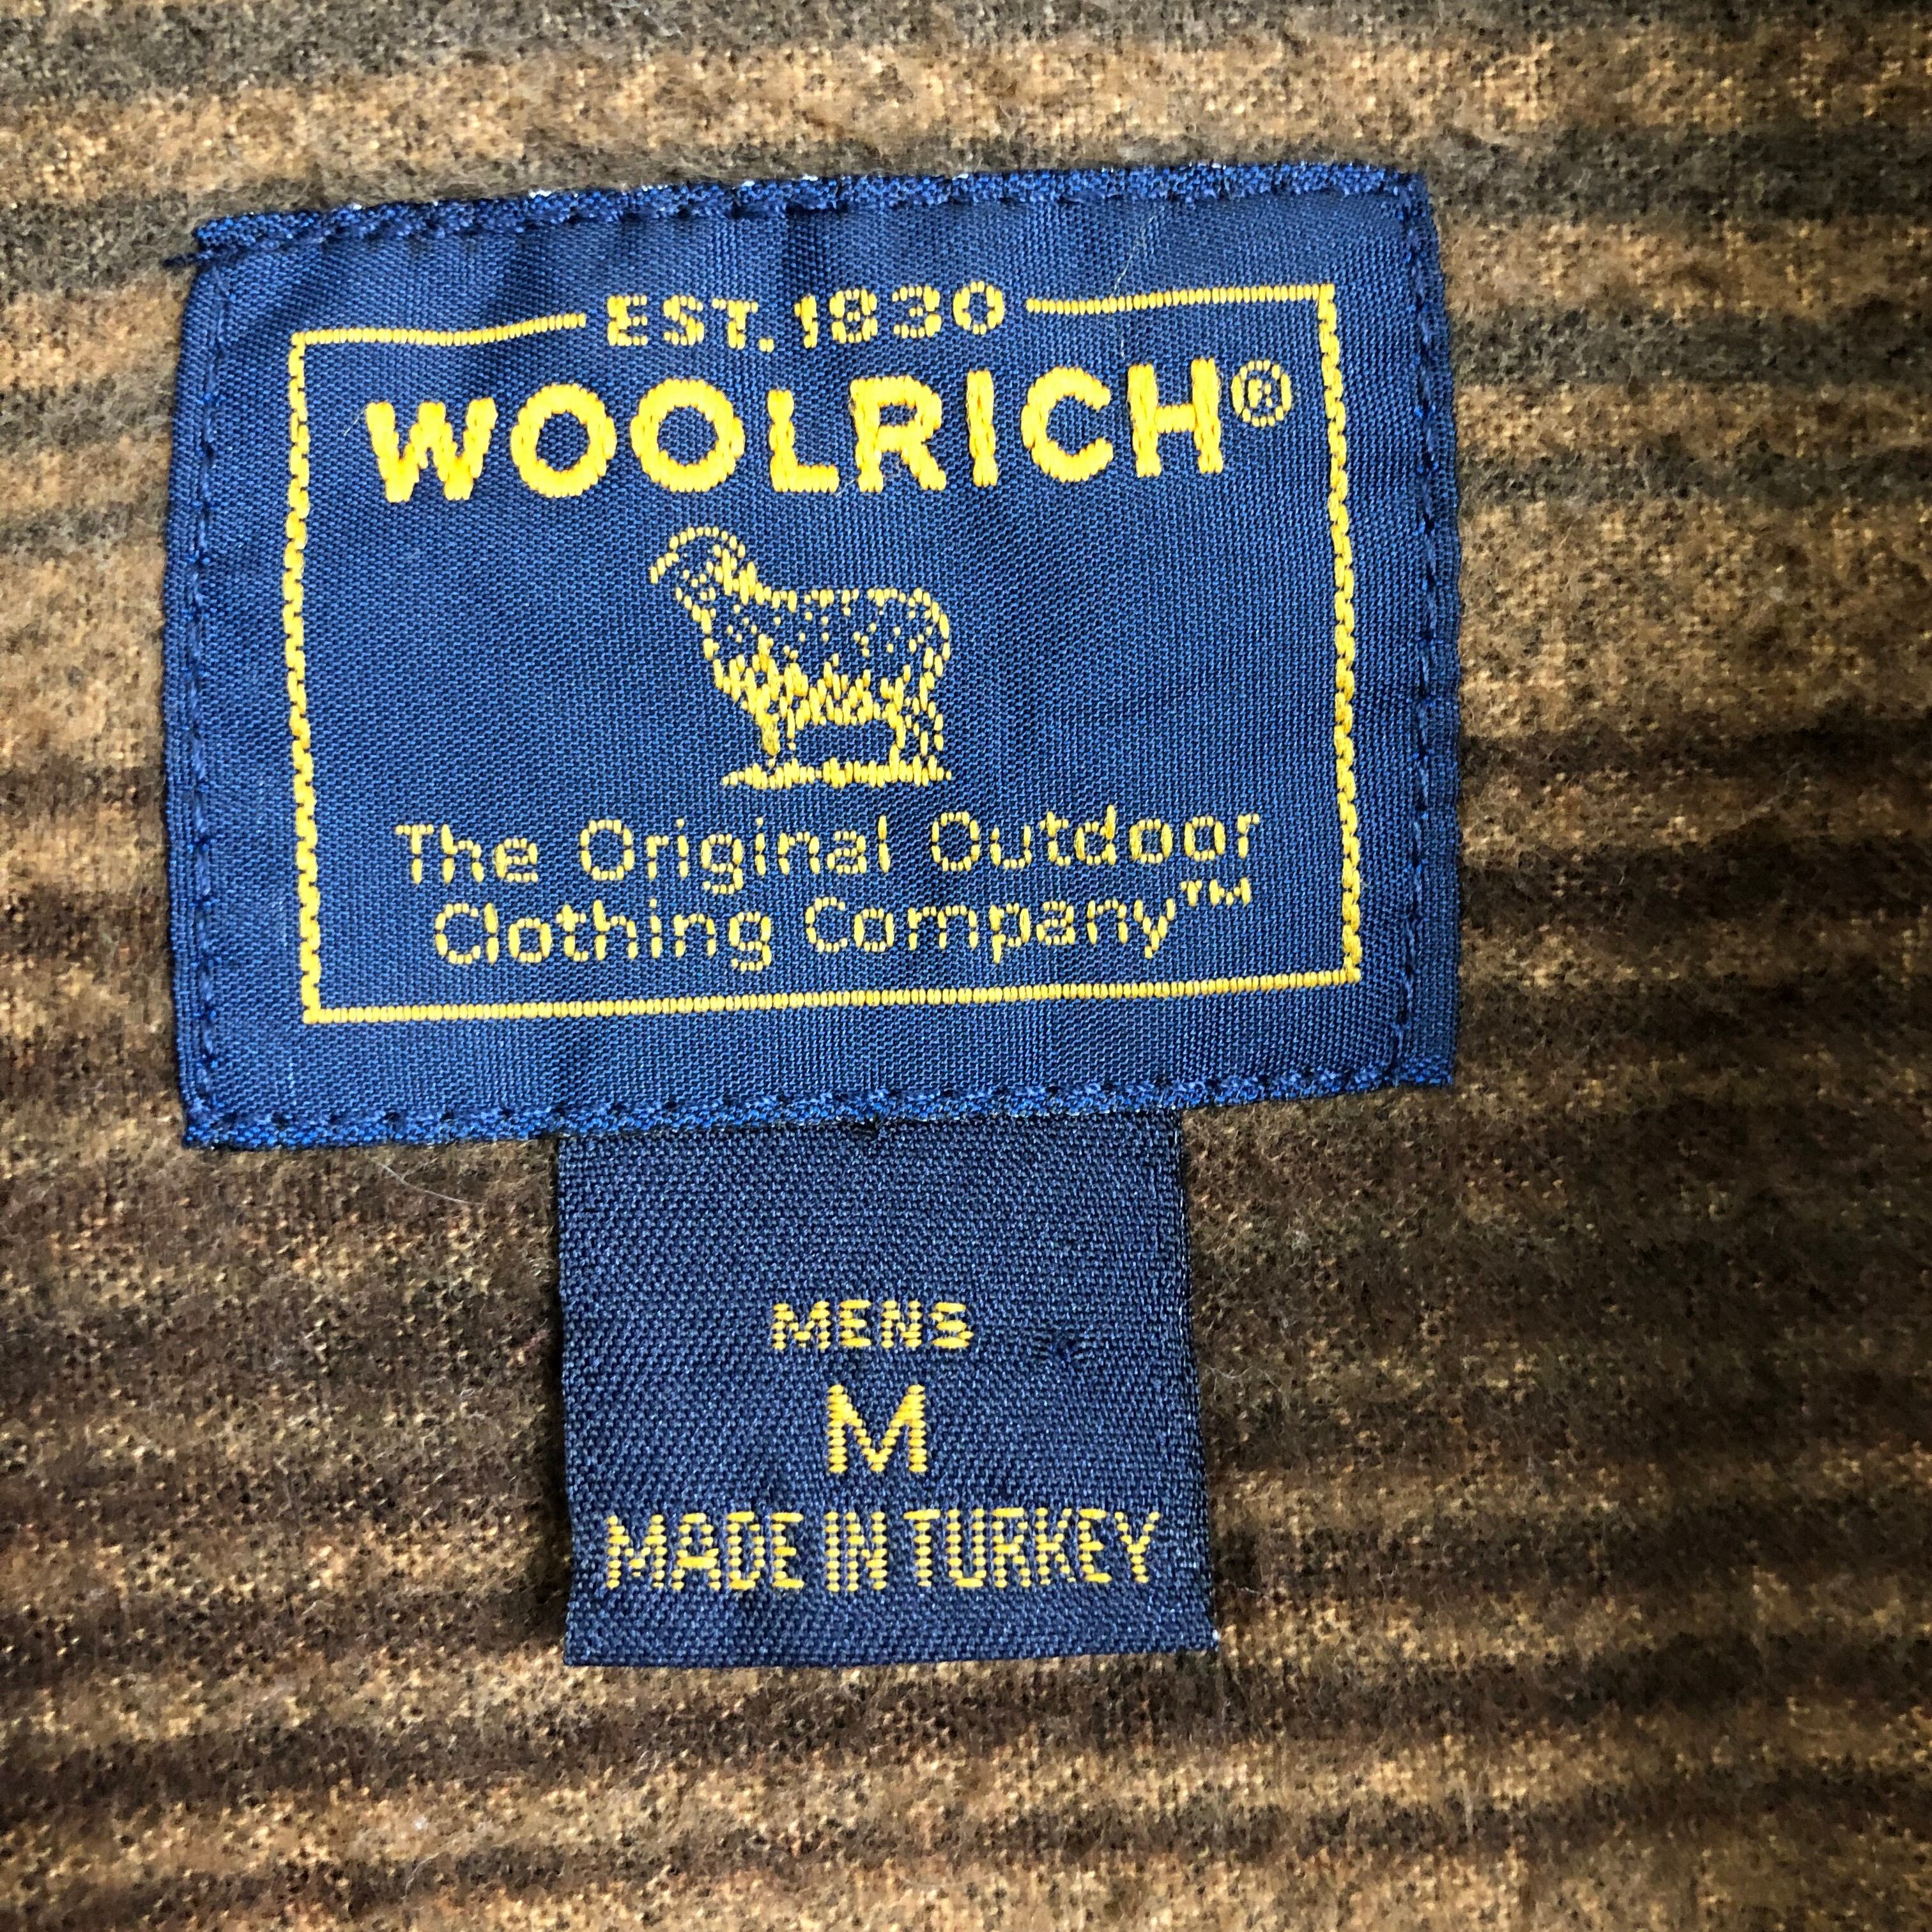 EST. 1830
WOOLRICH®
The Original Outdoor
Clothing Company™
MENS
M
MADE IN TURKEY